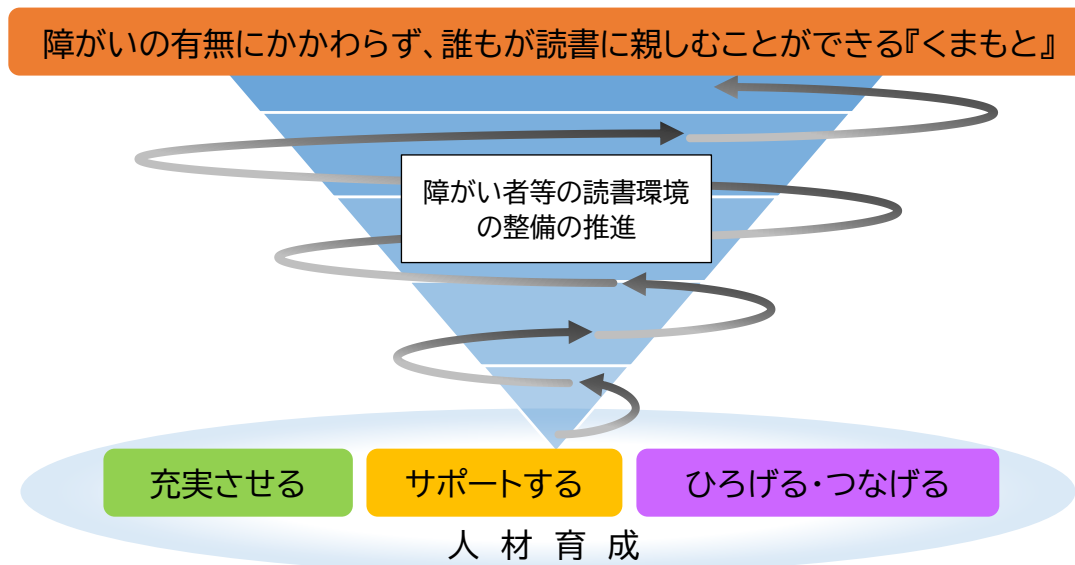 障がいの有無にかかわらず、誰もが読書に親しむことができる『くまもと』
障がい者等の読書環境
の整備の推進
充実させる
サポートする
ひろげる・つなげる
人材育成